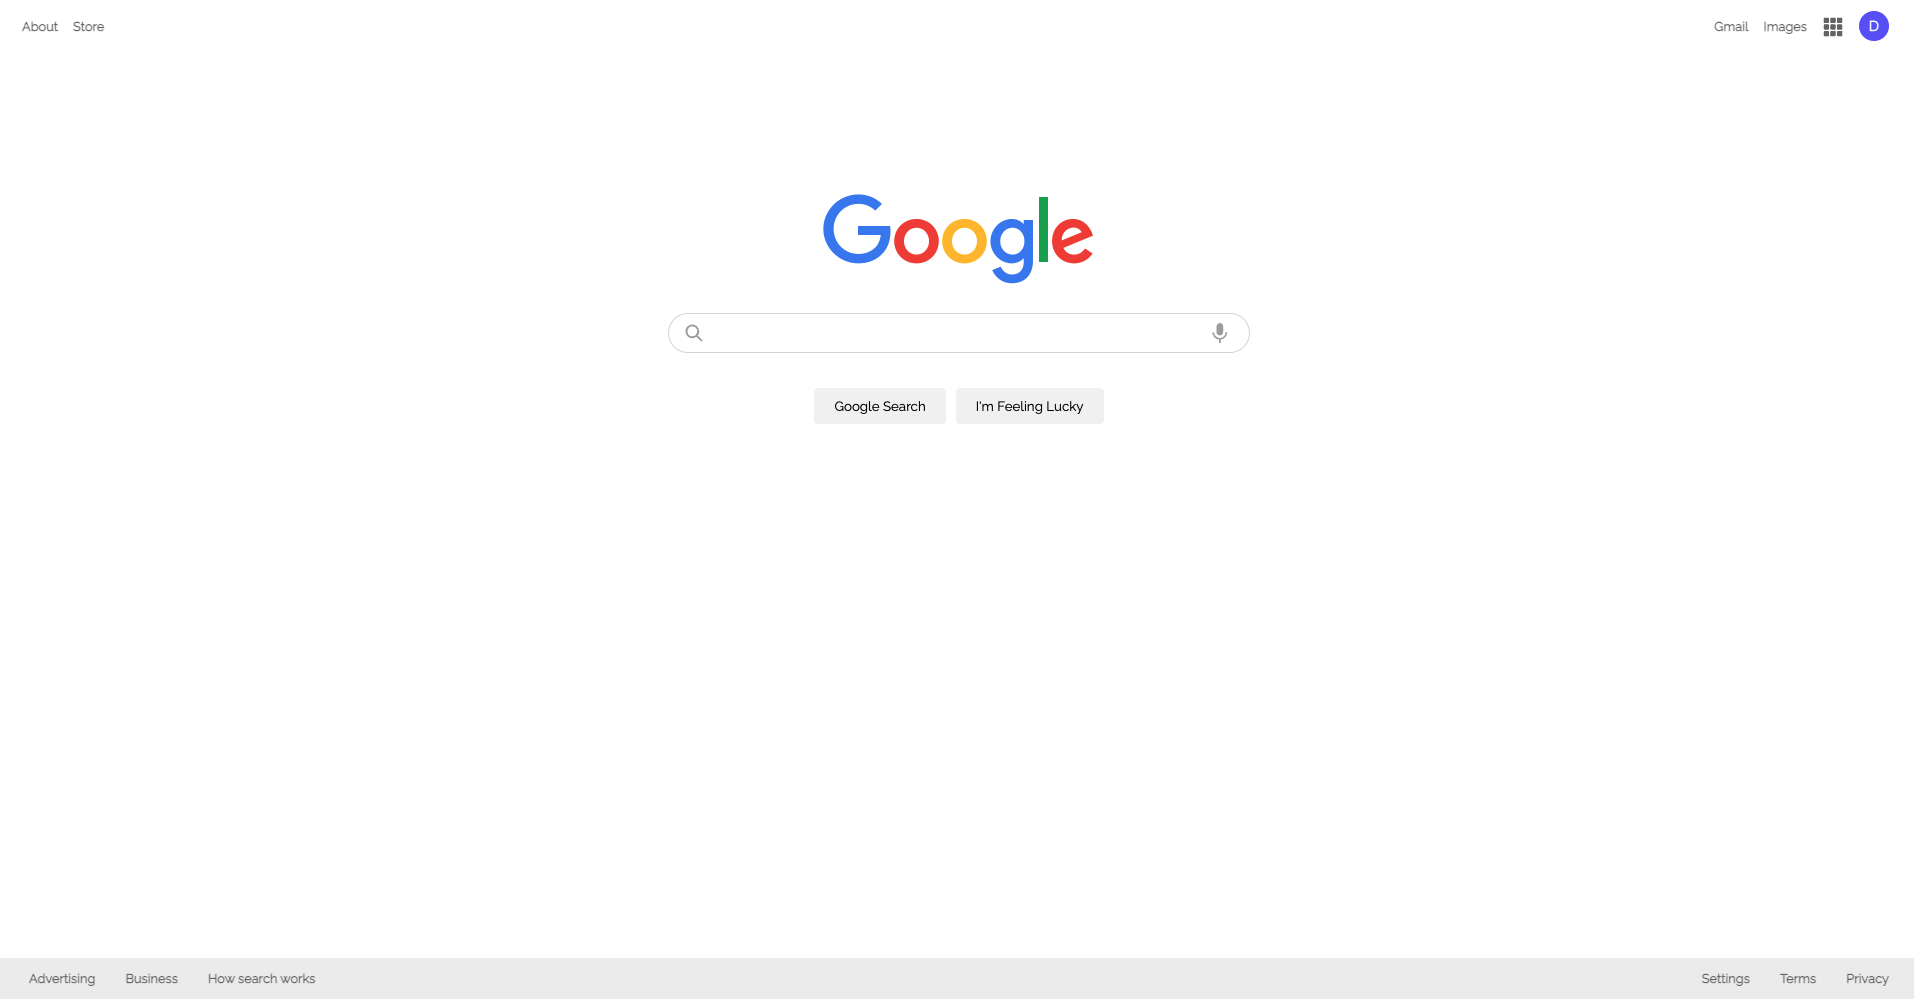 About Store
Gmail Images D
Google
Google Search I'm Feeling Lucky
Advertising Business How search works
Settings Terms Privacy